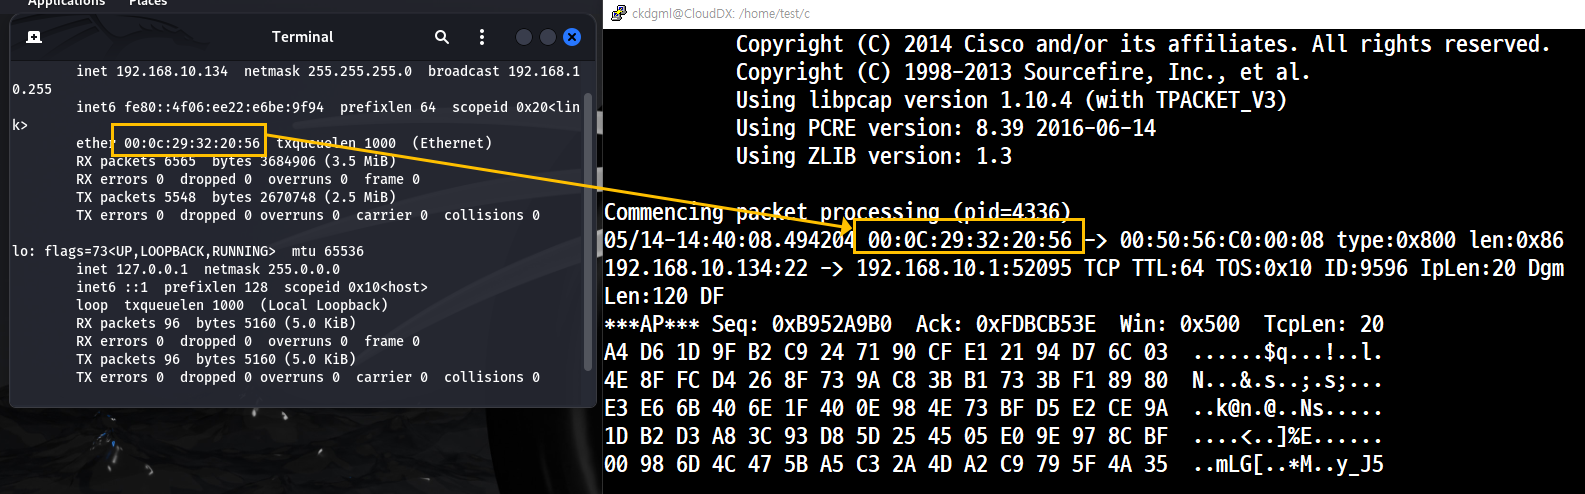 Applications Places
Terminal
inet 192.168.10.134 netmask 255.255.255.0 broadcast 192.168.1
0.255
inet6 fe80::4f06:ee22:e6be:9f94 prefixlen 64 scopeid 0x20<lin
k>
ether 00:0c:29:32:20:56 txqueuelen 1000 (Ethernet)
RX packets 6565 bytes 3684906 (3.5 MiB)
RX errors 0 dropped 0 overruns 0 frame 0
TX packets 5548 bytes 2670748 (2.5 MiB)
TX errors 0 dropped 0 overruns 0 carrier 0 collisions 0
lo: flags=73<UP,LOOPBACK,RUNNING> mtu 65536
inet 127.0.0.1 netmask 255.0.0.0
inet6 ::1 prefixlen 128 scopeid 0x10<host>
loop txqueuelen 1000 (Local Loopback)
RX packets 96 bytes 5160 (5.0 KiB)
RX errors 0 dropped 0 overruns 0 frame 0
TX packets 96 bytes 5160 (5.0 KiB)
TX errors 0 dropped 0 overruns 0 carrier 0 collisions 0
ckdgml@CloudDX: /home/test/c
Copyright (C) 2014 Cisco and/or its affiliates. All rights reserved.
Copyright (C) 1998-2013 Sourcefire, Inc., et al.
Using libpcap version 1.10.4 (with TPACKET_V3)
Using PCRE version: 8.39 2016-06-14
Using ZLIB version: 1.3
Commencing packet processing (pid=4336)
05/14-14:40:08.494204 00:0C:29:32:20:56 -> 00:50:56:C0:00:08 type:0x800 len:0x86
192.168.10.134:22 -> 192.168.10.1:52095 TCP TTL:64 TOS:0x10 ID:9596 IpLen:20 Dgm
Len:120 DF
***AP*** Seq: 0xB952A9B0 Ack: 0xFDBCB53E Win: 0x500 TcpLen: 20
A4 D6 1D 9F B2 C9 24 71 90 CF E1 21 94 D7 6C 03 ......$q...!..l.
4E 8F FC D4 26 8F 73 9A C8 3B B1 73 3B F1 89 80 N...&.s..;.s;...
E3 E6 6B 40 6E 1F 40 0E 98 4E 73 BF D5 E2 CE 9A ..k@n.@..Ns.....
1D B2 D3 A8 3C 93 D8 5D 25 45 05 E0 9E 97 8C BF ....<..]%E......
00 98 6D 4C 47 5B A5 C3 2A 4D A2 C9 79 5F 4A 35 ..mLG[..*M..y_J5